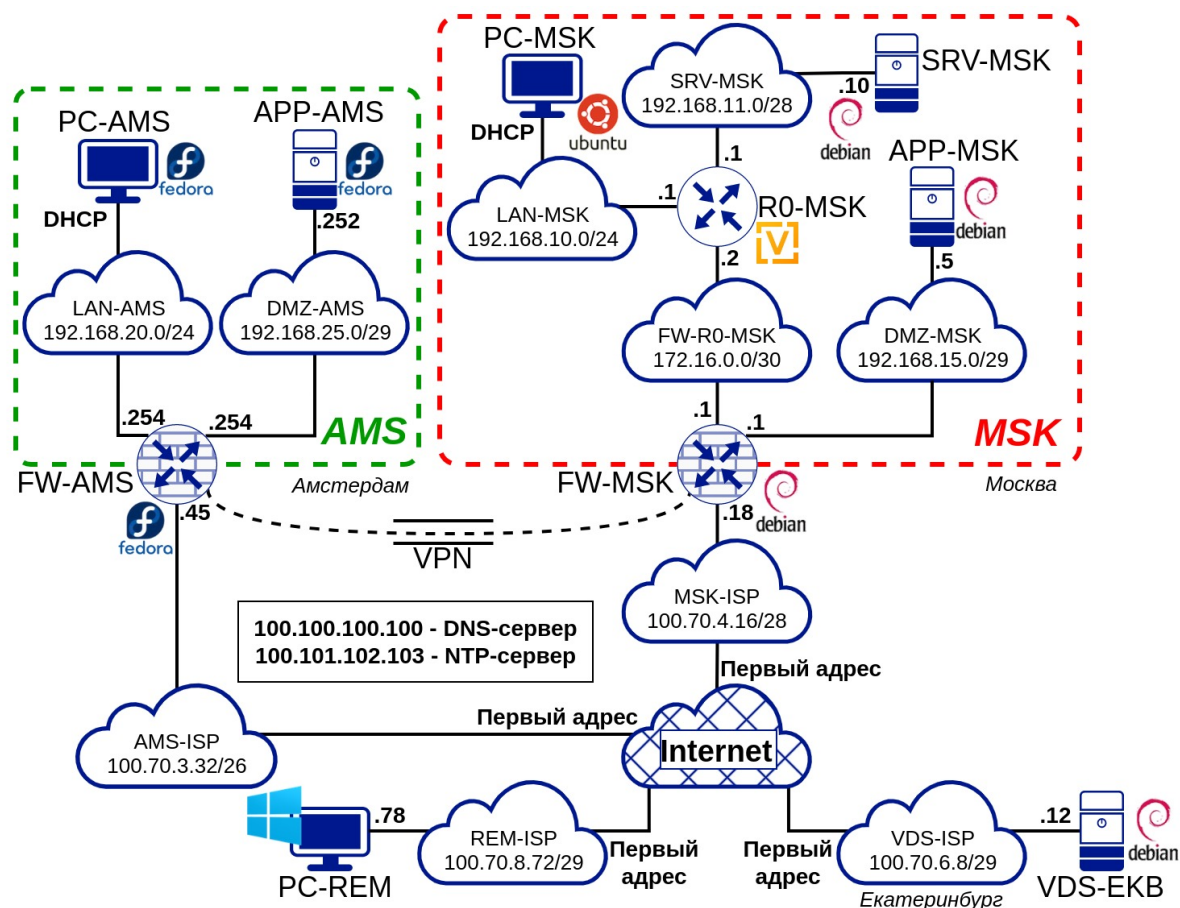 PC-MSK
DHCP
ubuntu
SRV-MSK
192.168.11.0/28
.10
SRV-MSK
debian
.1
LAN-MSK
192.168.10.0/24
.1
R0-MSK
V
.2
APP-MSK
debian
.5
FW-R0-MSK
172.16.0.0/30
DMZ-MSK
192.168.15.0/29
.1
.1
MSK
PC-AMS
fedora
DHCP
APP-AMS
fedora
.252
LAN-AMS
192.168.20.0/24
DMZ-AMS
192.168.25.0/29
.254
.254
AMS
FW-AMS
Амстердам
fedora
.45
VPN
FW-MSK
Москва
debian
.18
MSK-ISP
100.70.4.16/28
Первый адрес
100.100.100.100 - DNS-сервер
100.101.102.103 - NTP-сервер
Первый адрес
AMS-ISP
100.70.3.32/26
Internet
PC-REM
.78
REM-ISP
100.70.8.72/29
Первый
адрес
Первый
адрес
VDS-ISP
100.70.6.8/29
Екатеринбург
.12
debian
VDS-EKB